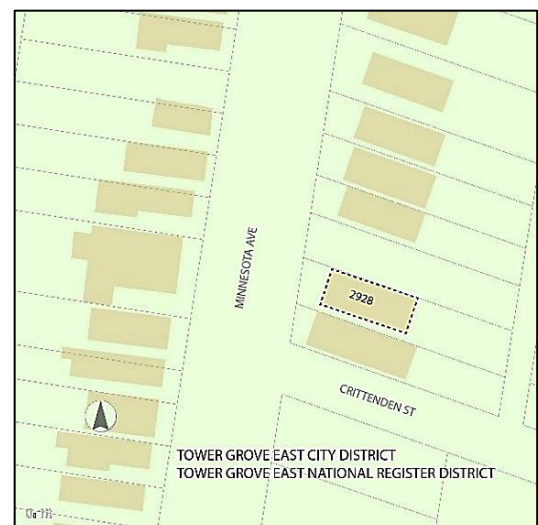 2928
MINNESOTA AVE
CRITTENDEN ST
TOWER GROVE EAST CITY DISTRICT
TOWER GROVE EAST NATIONAL REGISTER DISTRICT